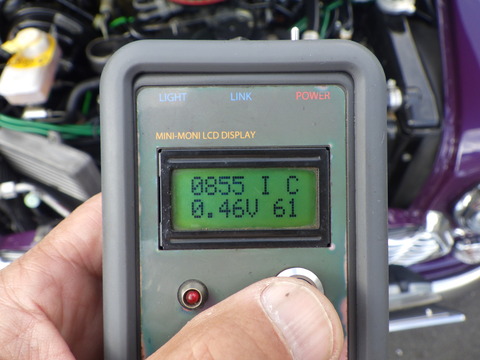 LIGHT LINK POWER
MINI-MONI LCD DISPLAY
0855 I C
0.46V 61